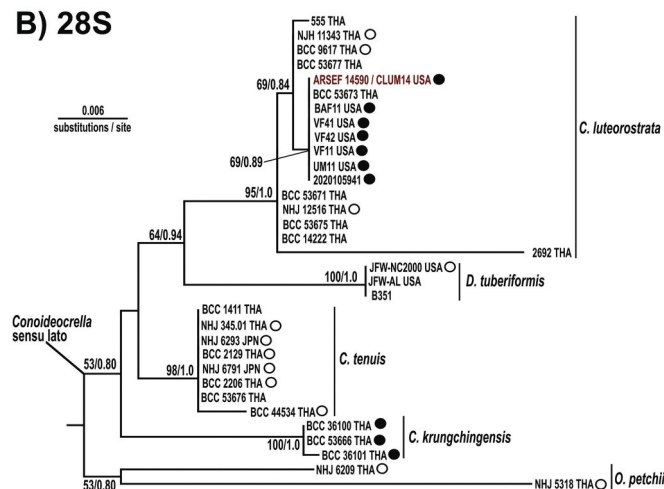 B) 28S
0.006
substitutions / site
555 THA
NJH 11343 THA
BCC 9617 THA
BCC 53677 THA
69/0.84
ARSEF 14590 / CLUM14 USA
BCC 53673 THA
BAF11 USA
VF41 USA
VF42 USA
VF11 USA
UM11 USA
2020105941
69/0.89
C. luteorostrata
95/1.0
BCC 53671 THA
NHJ 12516 THA
BCC 53675 THA
BCC 14222 THA
2692 THA
64/0.94
JFW-NC2000 USA
JFW-AL USA
B351
100/1.0
D. tuberiformis
Conoideocrella
sensu lato
BCC 1411 THA
NHJ 345.01 THA
NHJ 6293 JPN
BCC 2129 THA
NHJ 6791 JPN
BCC 2206 THA
BCC 53676 THA
BCC 44534 THA
98/1.0
C. tenuis
53/0.80
BCC 36100 THA
BCC 53666 THA
BCC 36101 THA
100/1.0
C. krungchingensis
NHJ 6209 THA
NHJ 5318 THA
53/0.80
O. petchii